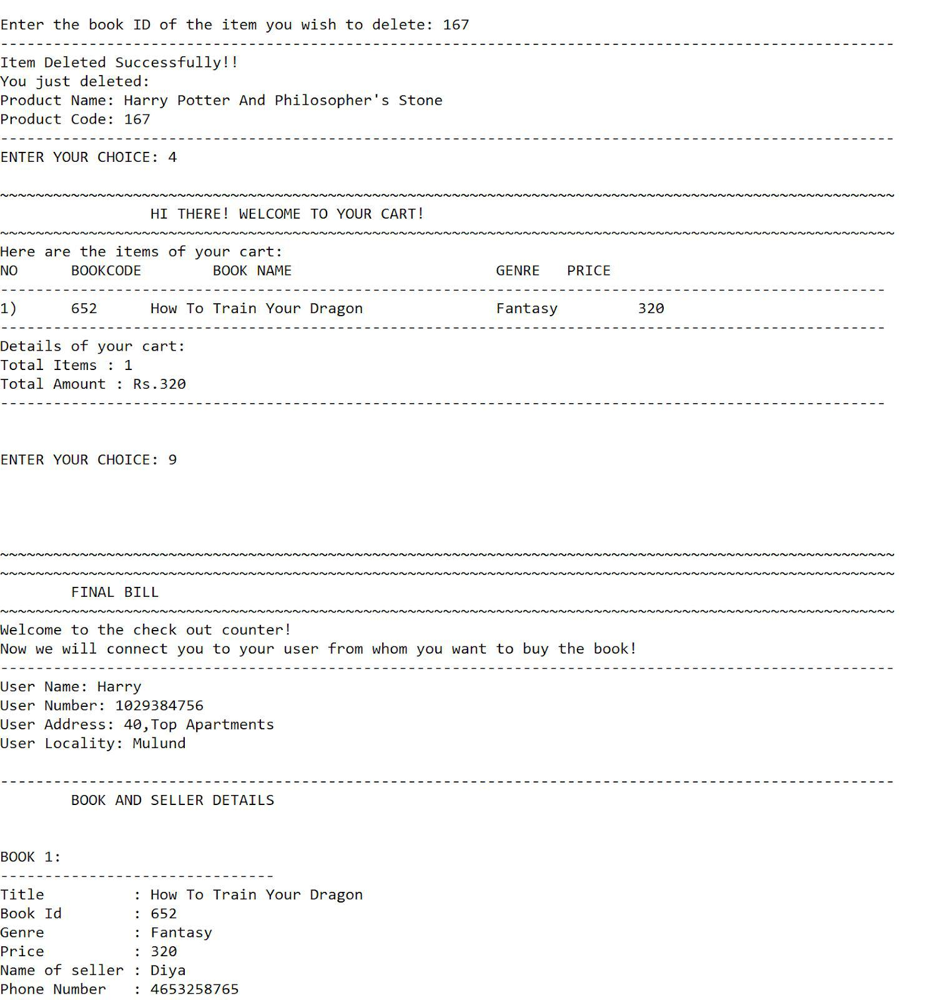 Enter the book ID of the item you wish to delete: 167
-----------------------------------------------------------------------------------------------------
Item Deleted Successfully!!
You just deleted:
Product Name: Harry Potter And Philosopher's Stone
Product Code: 167
-----------------------------------------------------------------------------------------------------
ENTER YOUR CHOICE: 4
~~~~~~~~~~~~~~~~~~~~~~~~~~~~~~~~~~~~~~~~~~~~~~~~~~~~~~~~~~~~~~~~~~~~~~~~~~~~~~~~~~~~~~~~~~~~~~~~~~~~~
HI THERE! WELCOME TO YOUR CART!
~~~~~~~~~~~~~~~~~~~~~~~~~~~~~~~~~~~~~~~~~~~~~~~~~~~~~~~~~~~~~~~~~~~~~~~~~~~~~~~~~~~~~~~~~~~~~~~~~~~~~
Here are the items of your cart:
NO      BOOKCODE        BOOK NAME                       GENRE   PRICE
----------------------------------------------------------------------------------------------------
1)      652      How To Train Your Dragon               Fantasy         320
----------------------------------------------------------------------------------------------------
Details of your cart:
Total Items : 1
Total Amount : Rs.320
----------------------------------------------------------------------------------------------------
ENTER YOUR CHOICE: 9
~~~~~~~~~~~~~~~~~~~~~~~~~~~~~~~~~~~~~~~~~~~~~~~~~~~~~~~~~~~~~~~~~~~~~~~~~~~~~~~~~~~~~~~~~~~~~~~~~~~~~
~~~~~~~~~~~~~~~~~~~~~~~~~~~~~~~~~~~~~~~~~~~~~~~~~~~~~~~~~~~~~~~~~~~~~~~~~~~~~~~~~~~~~~~~~~~~~~~~~~~~~
FINAL BILL
~~~~~~~~~~~~~~~~~~~~~~~~~~~~~~~~~~~~~~~~~~~~~~~~~~~~~~~~~~~~~~~~~~~~~~~~~~~~~~~~~~~~~~~~~~~~~~~~~~~~~
Welcome to the check out counter!
Now we will connect you to your user from whom you want to buy the book!
-----------------------------------------------------------------------------------------------------
User Name: Harry
User Number: 1029384756
User Address: 40,Top Apartments
User Locality: Mulund
-----------------------------------------------------------------------------------------------------
BOOK AND SELLER DETAILS
BOOK 1:
-------------------------------
Title          : How To Train Your Dragon
Book Id        : 652
Genre          : Fantasy
Price          : 320
Name of seller : Diya
Phone Number   : 4653258765